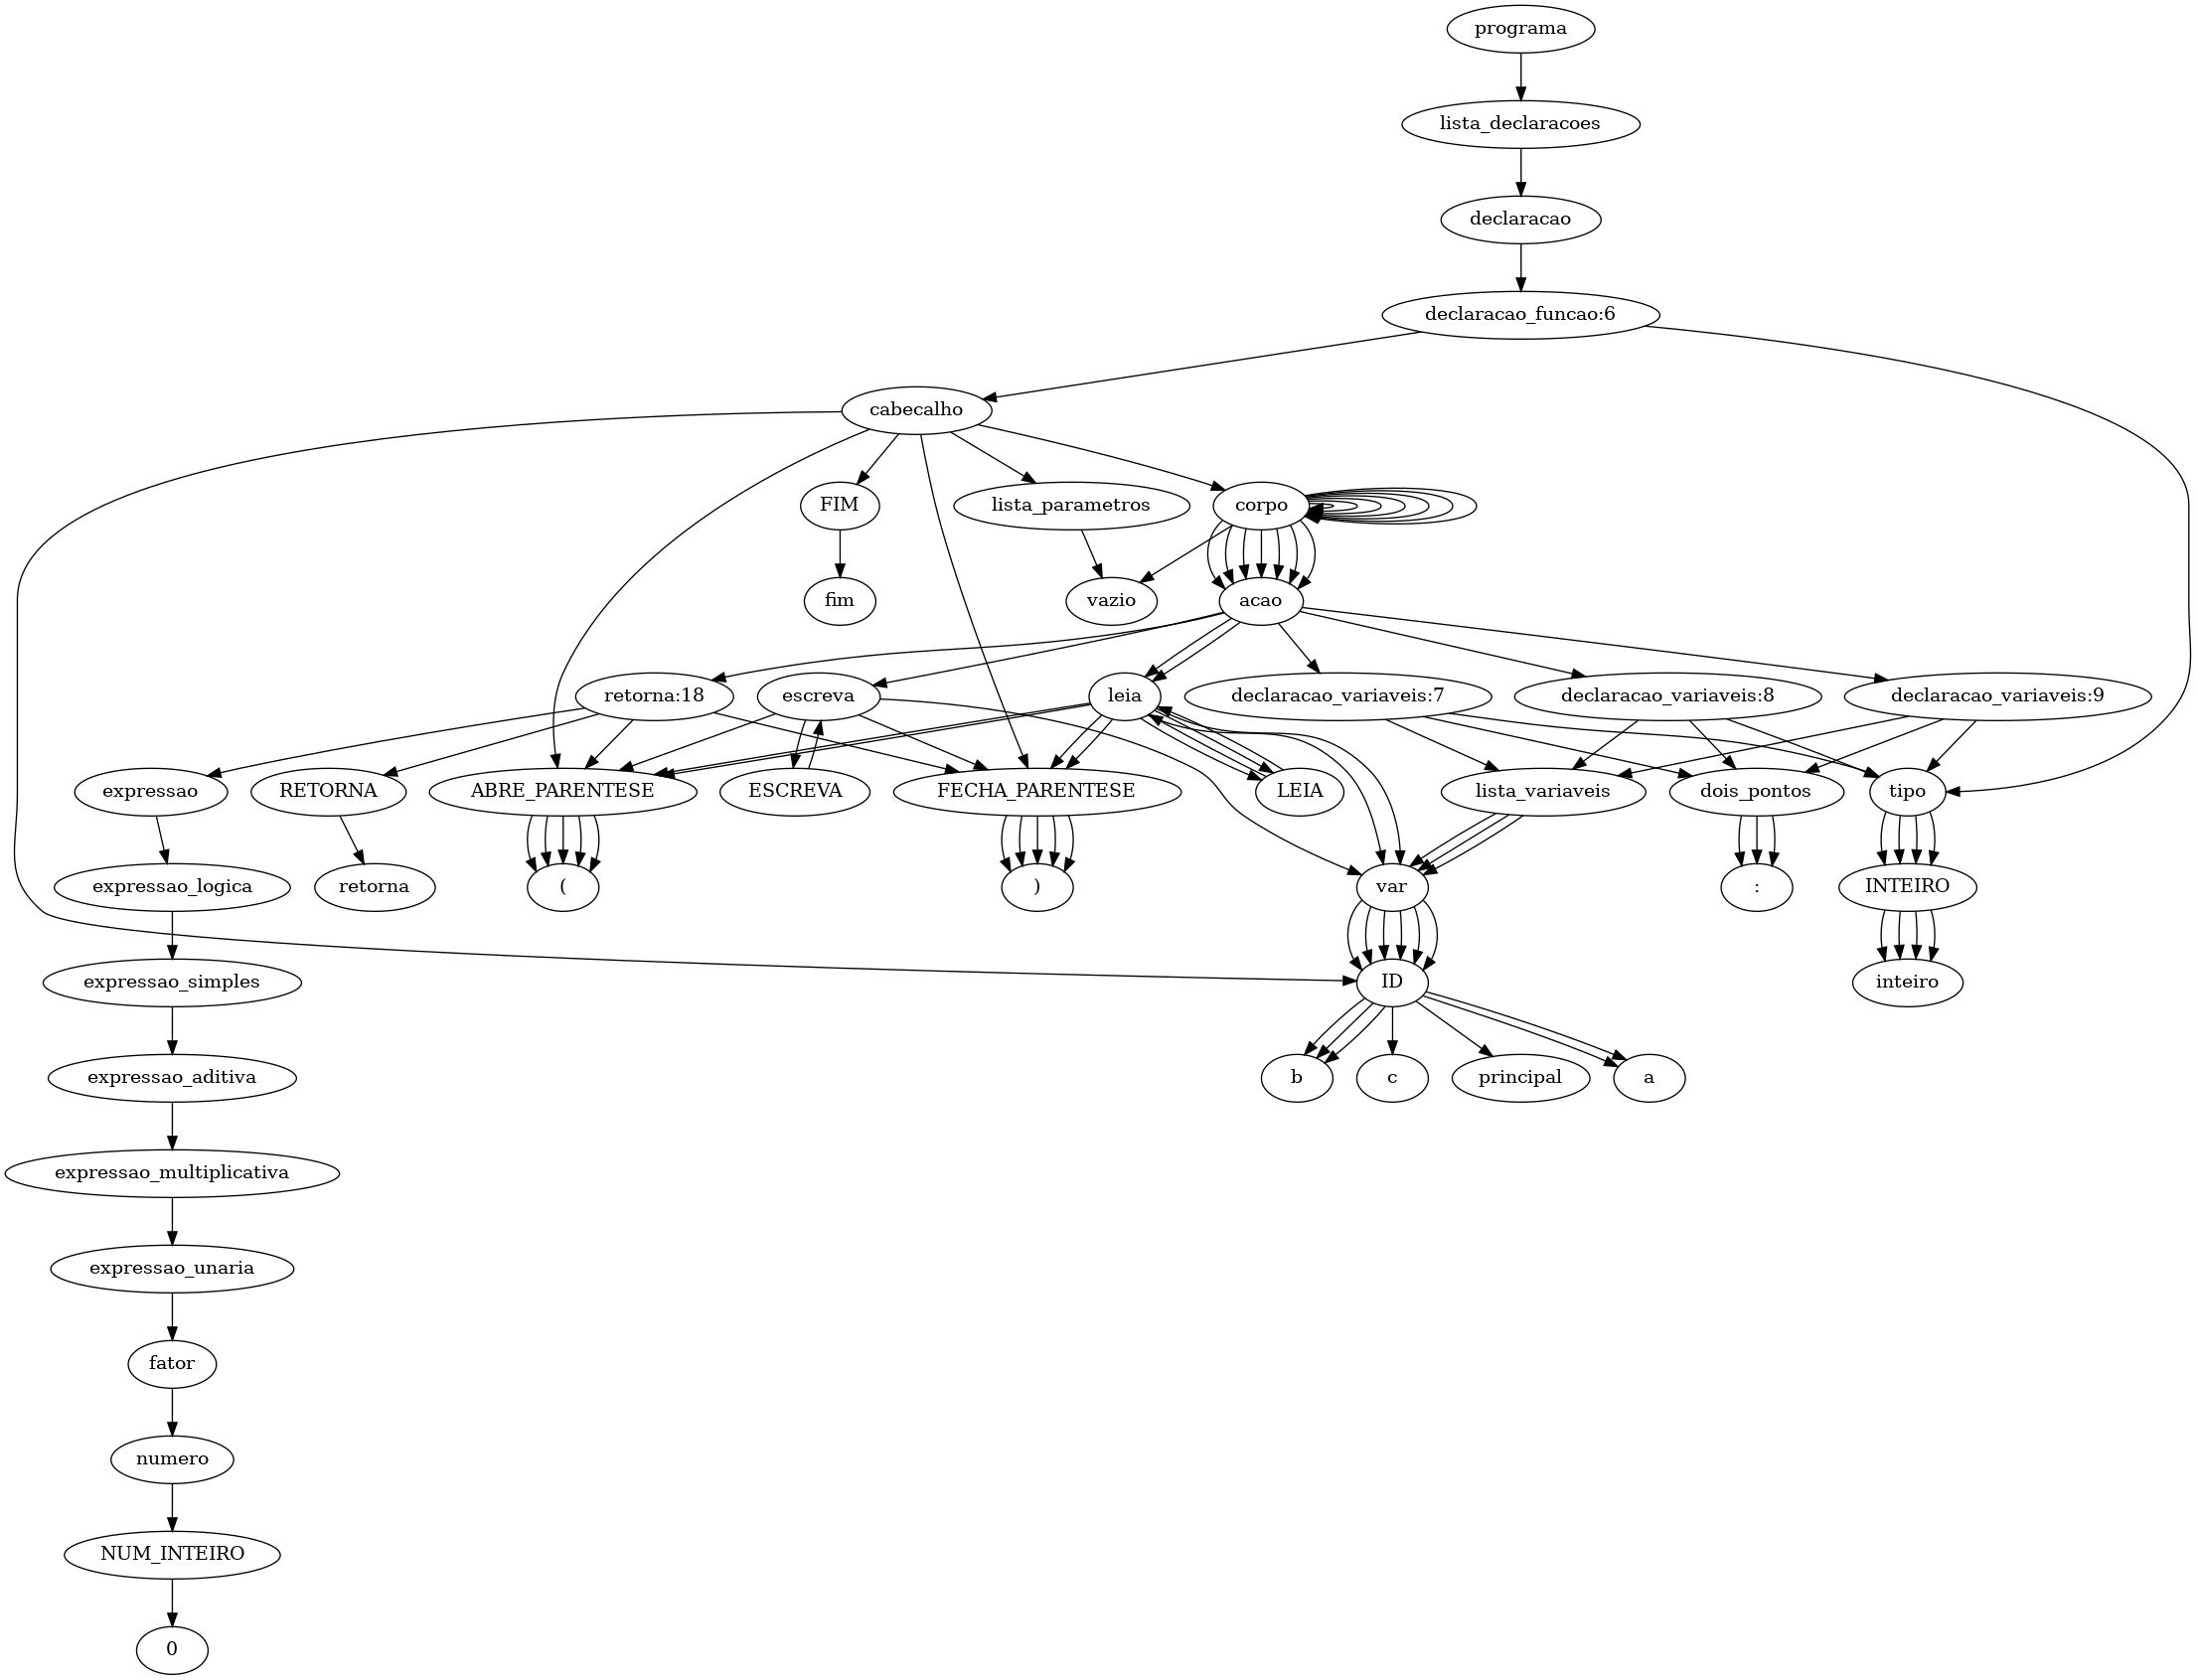 programa
lista_declaracoes
declaracao
declaracao_funcao:6
cabecalho
FIM
lista_parametros
corpo
fim
vazio
acao
retorna:18
escreva
leia
declaracao_variaveis:7
declaracao_variaveis:8
declaracao_variaveis:9
expressao
RETORNA
ABRE_PARENTESE
ESCREVA
FECHA_PARENTESE
LEIA
lista_variaveis
dois_pontos
tipo
expressao_logica
retorna
(
)
var
:
INTEIRO
expressao_simples
ID
inteiro
expressao_aditiva
b
c
principal
a
expressao_multiplicativa
expressao_unaria
fator
numero
NUM_INTEIRO
0